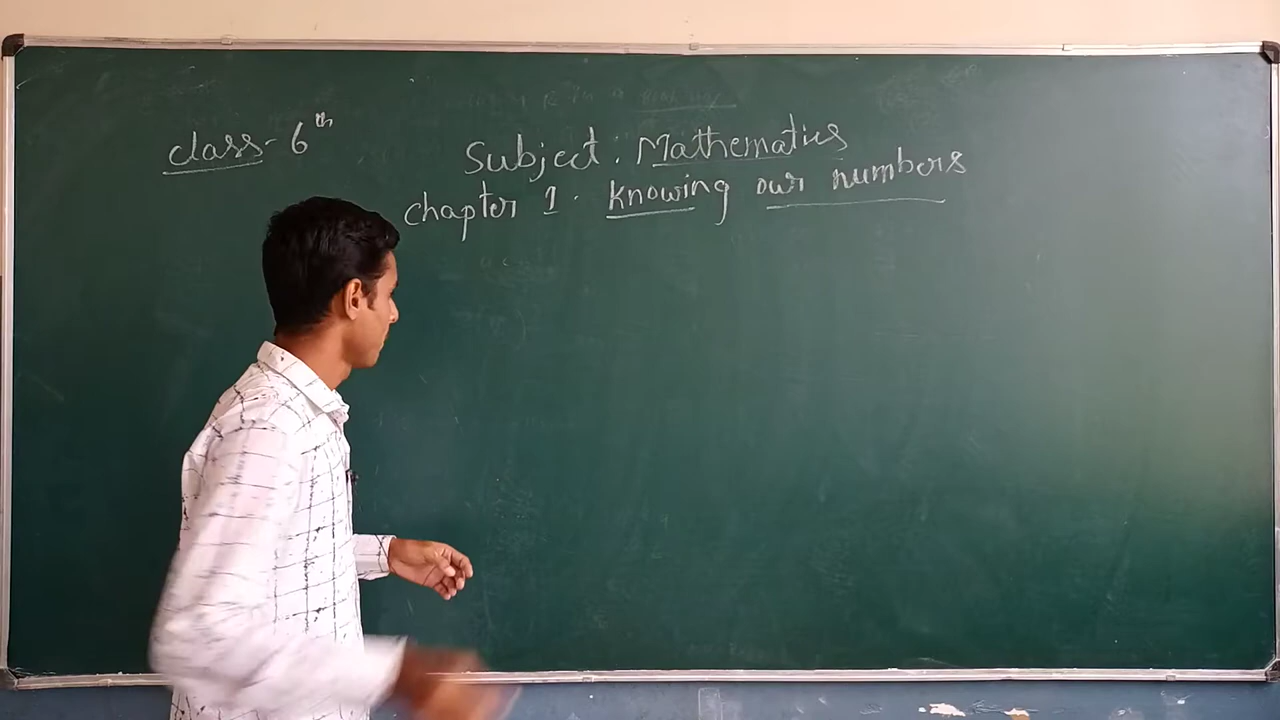 class- 6th
Subject. Mathematics
chapter 1. knowing our numbers